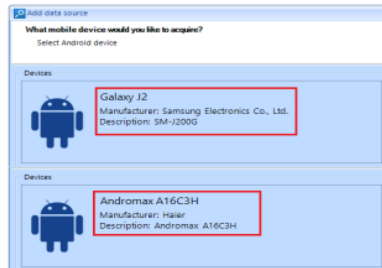 Add data source
What mobile device would you like to acquire?
Select Android device
Devices
Galaxy J2
Manufacturer: Samsung Electronics Co., Ltd.
Description: SM-J200G
Devices
Andromax A16C3H
Manufacturer: Haier
Description: Andromax A16C3H